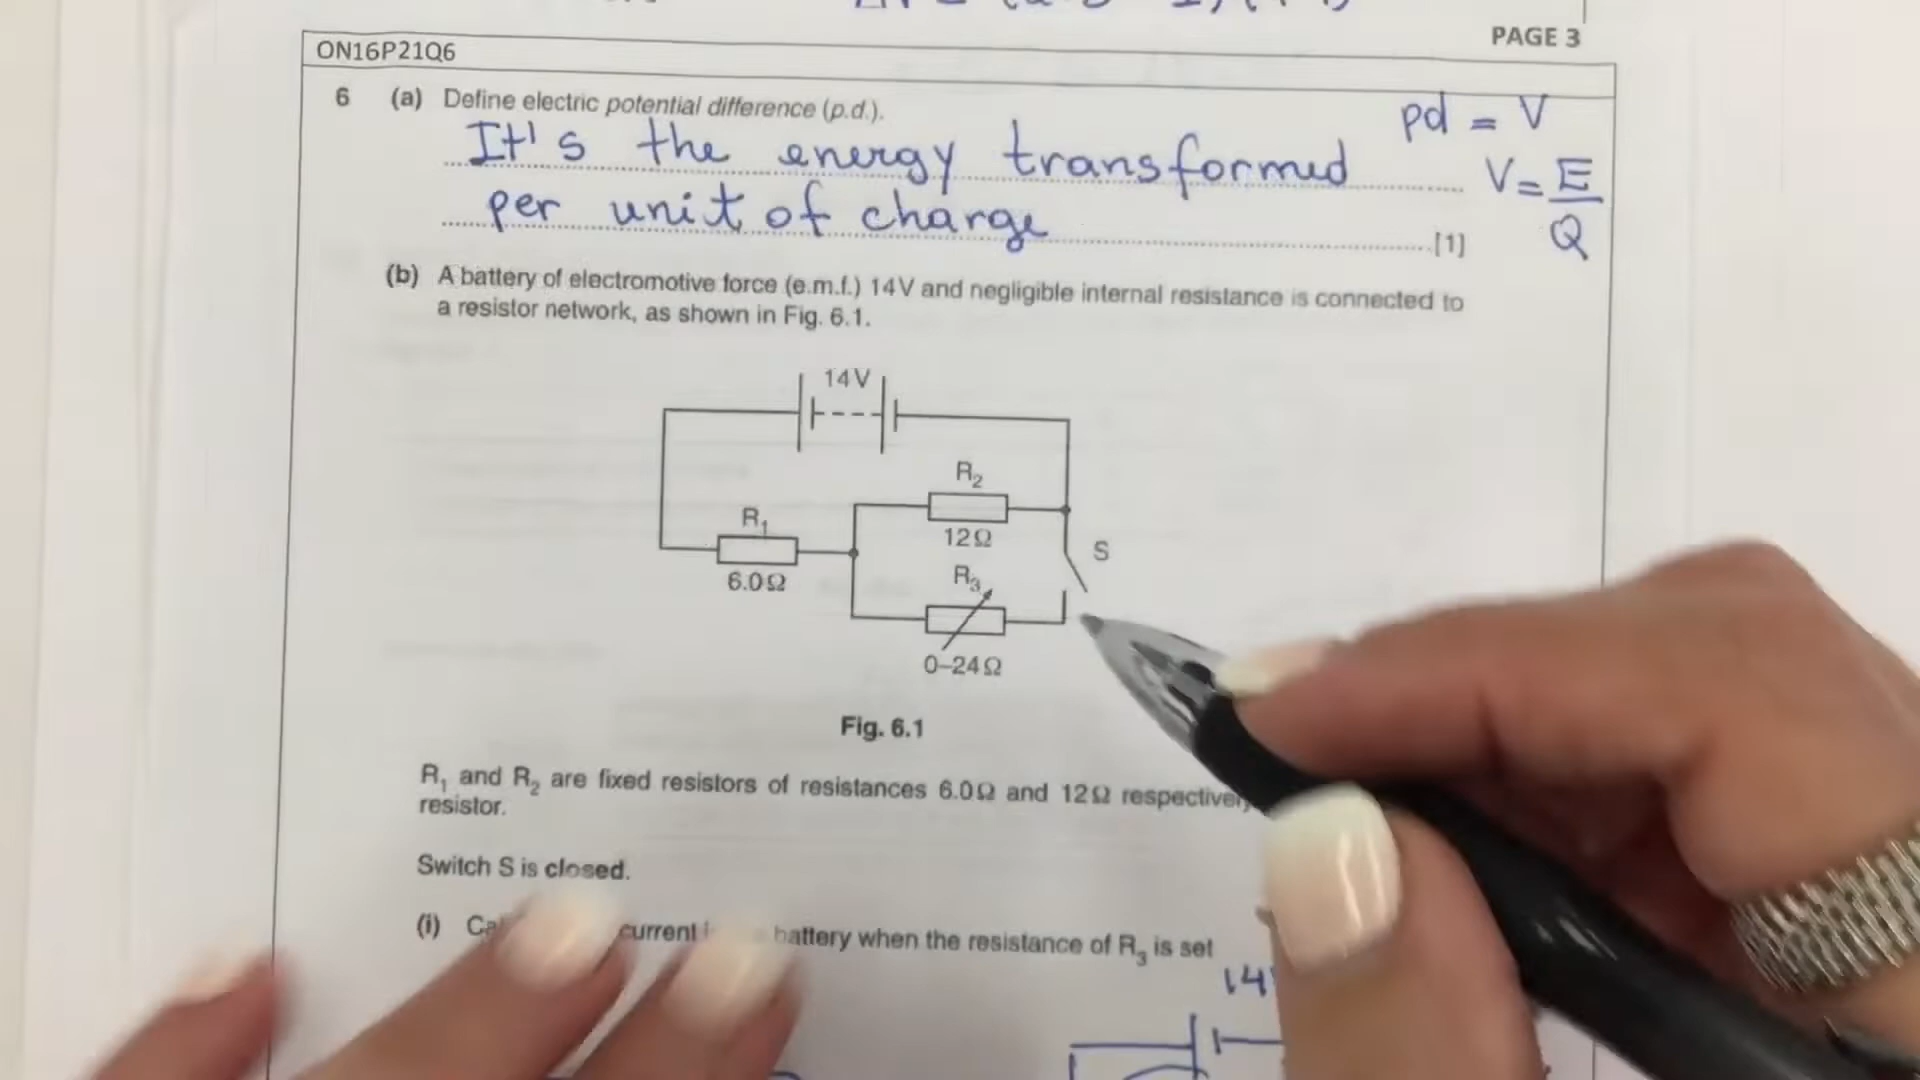 PAGE 3
ON16P21Q6
6 (a) Define electric potential difference (p.d.).
It's the energy transformed
per unit of charge
[1]
pd = V
V = E
Q
(b) A battery of electromotive force (e.m.f.) 14V and negligible internal resistance is connected to
a resistor network, as shown in Fig. 6.1.
14V
R2
12Ω
R1
6.0Ω
S
R3
0–24Ω
Fig. 6.1
R1 and R2 are fixed resistors of resistances 6.0Ω and 12Ω
resistor.
Switch S is closed.
(i) current battery when the resistance of R3 is set
14